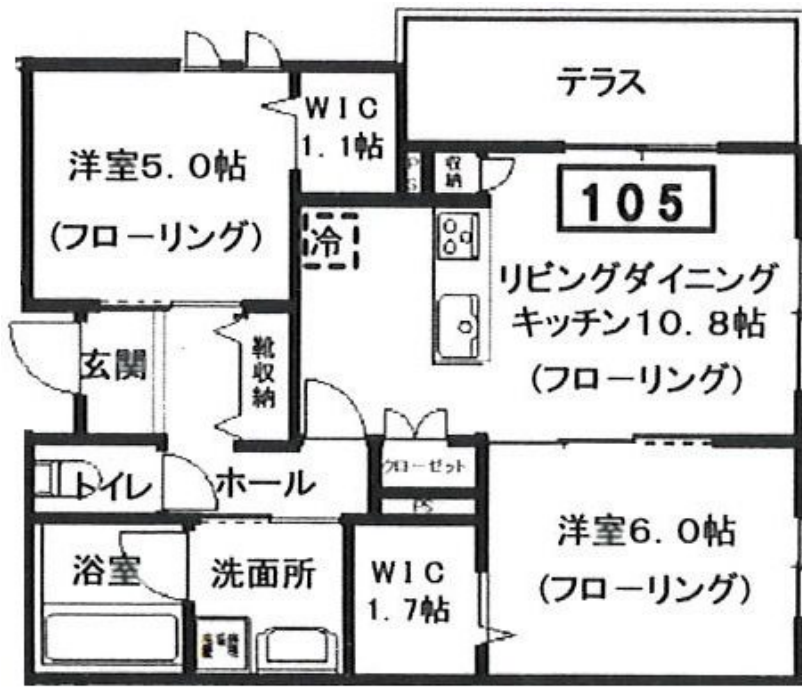 テラス
WIC
1.1帖
洋室5.0帖
(フローリング)
PS
収納
105
冷
リビングダイニング
キッチン10.8帖
(フローリング)
玄関
靴収納
クローゼット
トイレ
ホール
PS
洋室6.0帖
(フローリング)
浴室
洗面所
WIC
1.7帖